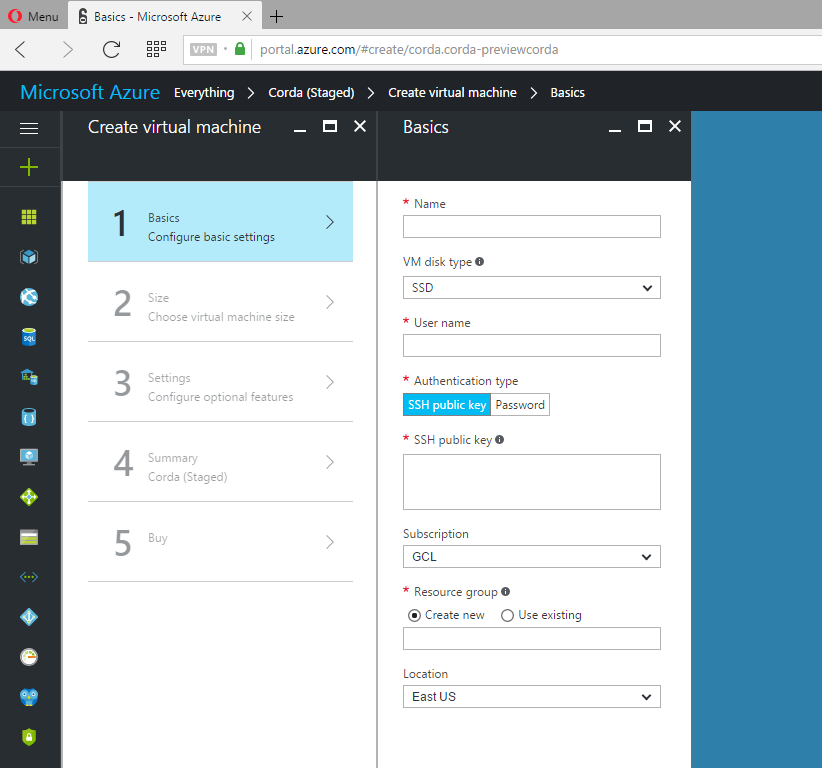 Menu
Basics - Microsoft Azure
VPN
portal.azure.com/#create/corda.corda-previewcorda
Microsoft Azure Everything Corda (Staged) Create virtual machine Basics
Create virtual machine
1
Basics
Configure basic settings
2
Size
Choose virtual machine size
3
Settings
Configure optional features
4
Summary
Corda (Staged)
5
Buy
Basics
* Name
VM disk type
SSD
* User name
* Authentication type
SSH public key Password
* SSH public key
Subscription
GCL
* Resource group
Create new Use existing
Location
East US
SQL